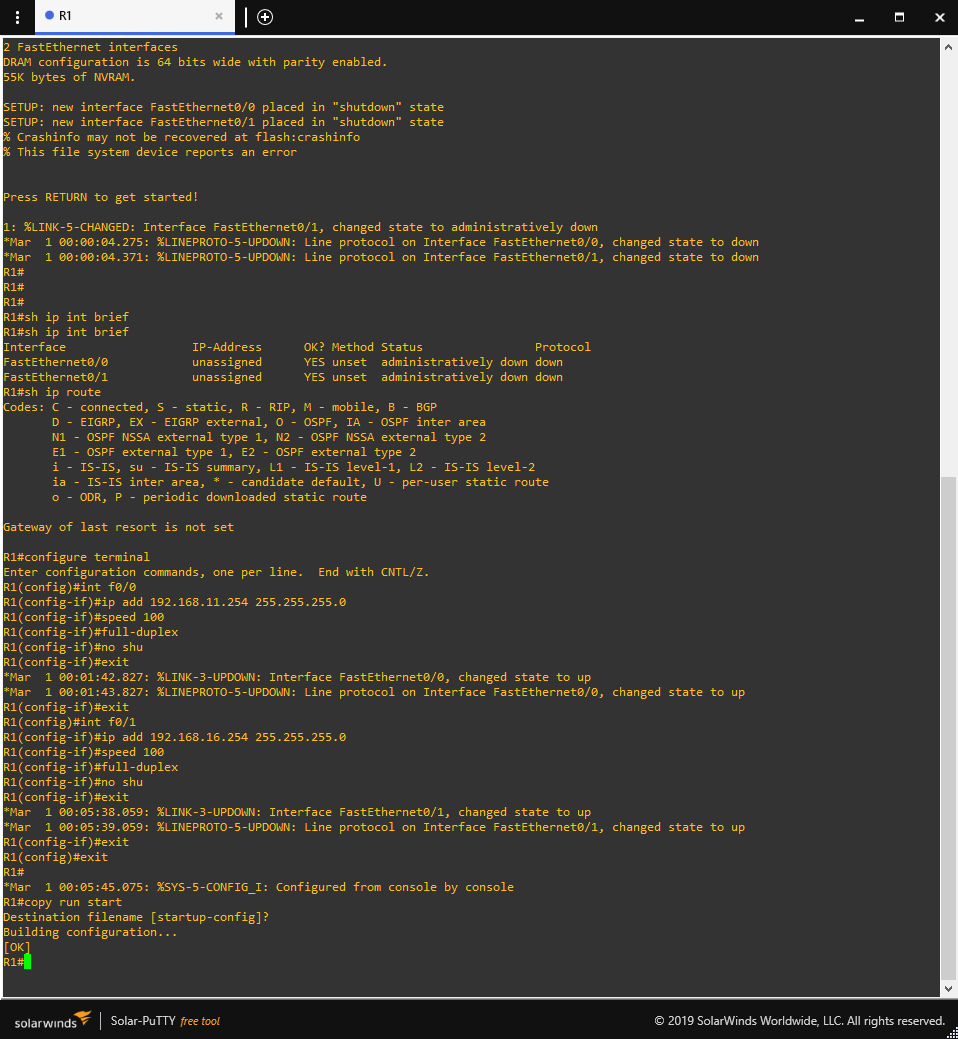 R1
2 FastEthernet interfaces
DRAM configuration is 64 bits wide with parity enabled.
55K bytes of NVRAM.
SETUP: new interface FastEthernet0/0 placed in "shutdown" state
SETUP: new interface FastEthernet0/1 placed in "shutdown" state
% Crashinfo may not be recovered at flash:crashinfo
% This file system device reports an error
Press RETURN to get started!
1: %LINK-5-CHANGED: Interface FastEthernet0/1, changed state to administratively down
*Mar  1 00:00:04.275: %LINEPROTO-5-UPDOWN: Line protocol on Interface FastEthernet0/0, changed state to down
*Mar  1 00:00:04.371: %LINEPROTO-5-UPDOWN: Line protocol on Interface FastEthernet0/1, changed state to down
R1#
R1#
R1#
R1#sh ip int brief
R1#sh ip int brief
Interface                  IP-Address      OK? Method Status                Protocol
FastEthernet0/0            unassigned      YES unset  administratively down down
FastEthernet0/1            unassigned      YES unset  administratively down down
R1#sh ip route
Codes: C - connected, S - static, R - RIP, M - mobile, B - BGP
       D - EIGRP, EX - EIGRP external, O - OSPF, IA - OSPF inter area
       N1 - OSPF NSSA external type 1, N2 - OSPF NSSA external type 2
       E1 - OSPF external type 1, E2 - OSPF external type 2
       i - IS-IS, su - IS-IS summary, L1 - IS-IS level-1, L2 - IS-IS level-2
       ia - IS-IS inter area, * - candidate default, U - per-user static route
       o - ODR, P - periodic downloaded static route
Gateway of last resort is not set
R1#configure terminal
Enter configuration commands, one per line.  End with CNTL/Z.
R1(config)#int f0/0
R1(config-if)#ip add 192.168.11.254 255.255.255.0
R1(config-if)#speed 100
R1(config-if)#full-duplex
R1(config-if)#no shu
R1(config-if)#exit
*Mar  1 00:01:42.827: %LINK-3-UPDOWN: Interface FastEthernet0/0, changed state to up
*Mar  1 00:01:43.827: %LINEPROTO-5-UPDOWN: Line protocol on Interface FastEthernet0/0, changed state to up
R1(config-if)#exit
R1(config)#int f0/1
R1(config-if)#ip add 192.168.16.254 255.255.255.0
R1(config-if)#speed 100
R1(config-if)#full-duplex
R1(config-if)#no shu
R1(config-if)#exit
*Mar  1 00:05:38.059: %LINK-3-UPDOWN: Interface FastEthernet0/1, changed state to up
*Mar  1 00:05:39.059: %LINEPROTO-5-UPDOWN: Line protocol on Interface FastEthernet0/1, changed state to up
R1(config-if)#exit
R1(config)#exit
R1#
*Mar  1 00:05:45.075: %SYS-5-CONFIG_I: Configured from console by console
R1#copy run start
Destination filename [startup-config]?
Building configuration...
[OK]
R1#
solarwinds | Solar-PuTTY free tool
© 2019 SolarWinds Worldwide, LLC. All rights reserved.